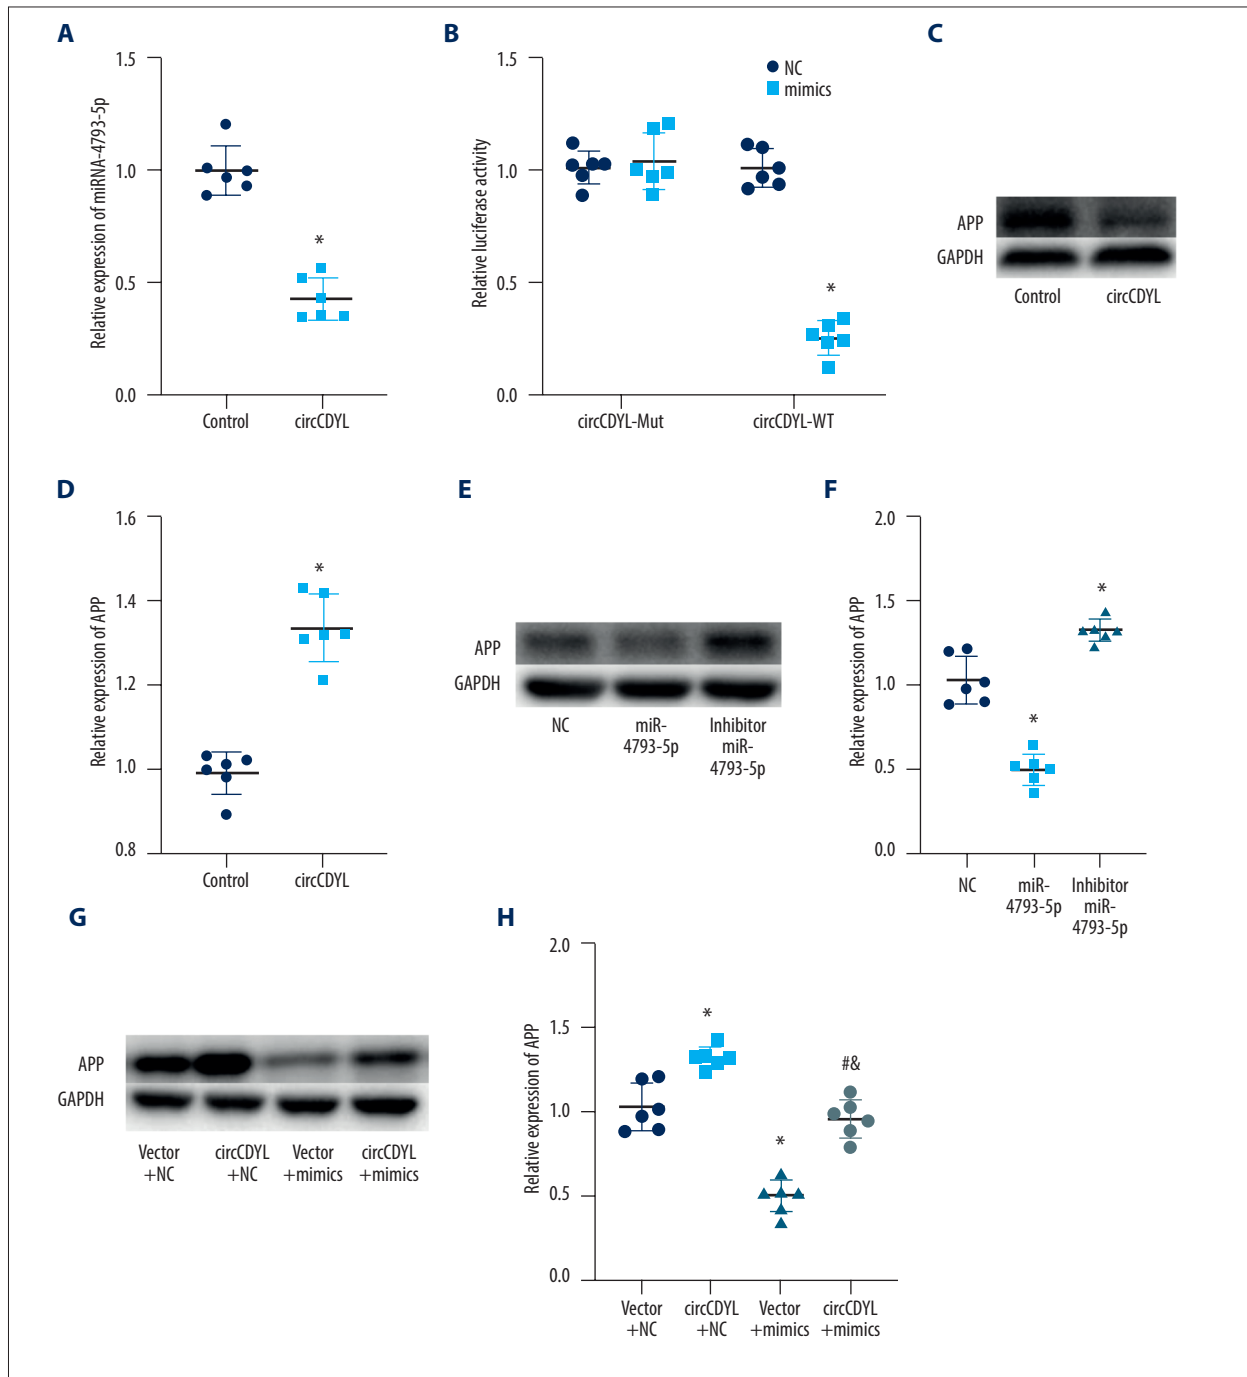 A
B
C
1.5
1.0
0.5
0.0
Relative expression of miRNA-4793-5p
*
Control
circCDYL
1.5
1.0
0.5
0.0
Relative luciferase activity
NC
mimics
*
circCDYL-Mut
circCDYL-WT
APP
GAPDH
Control
circCDYL
D
E
F
1.6
1.4
1.2
1.0
0.8
Relative expression of APP
*
Control
circCDYL
APP
GAPDH
NC
miR-
4793-5p
Inhibitor
miR-
4793-5p
2.0
1.5
1.0
0.5
0.0
Relative expression of APP
*
*
NC
miR-
4793-5p
Inhibitor
miR-
4793-5p
G
H
APP
GAPDH
Vector
+NC
circCDYL
+NC
Vector
+mimics
circCDYL
+mimics
2.0
1.5
1.0
0.5
0.0
Relative expression of APP
*
*
#&
Vector
+NC
circCDYL
+NC
Vector
+mimics
circCDYL
+mimics